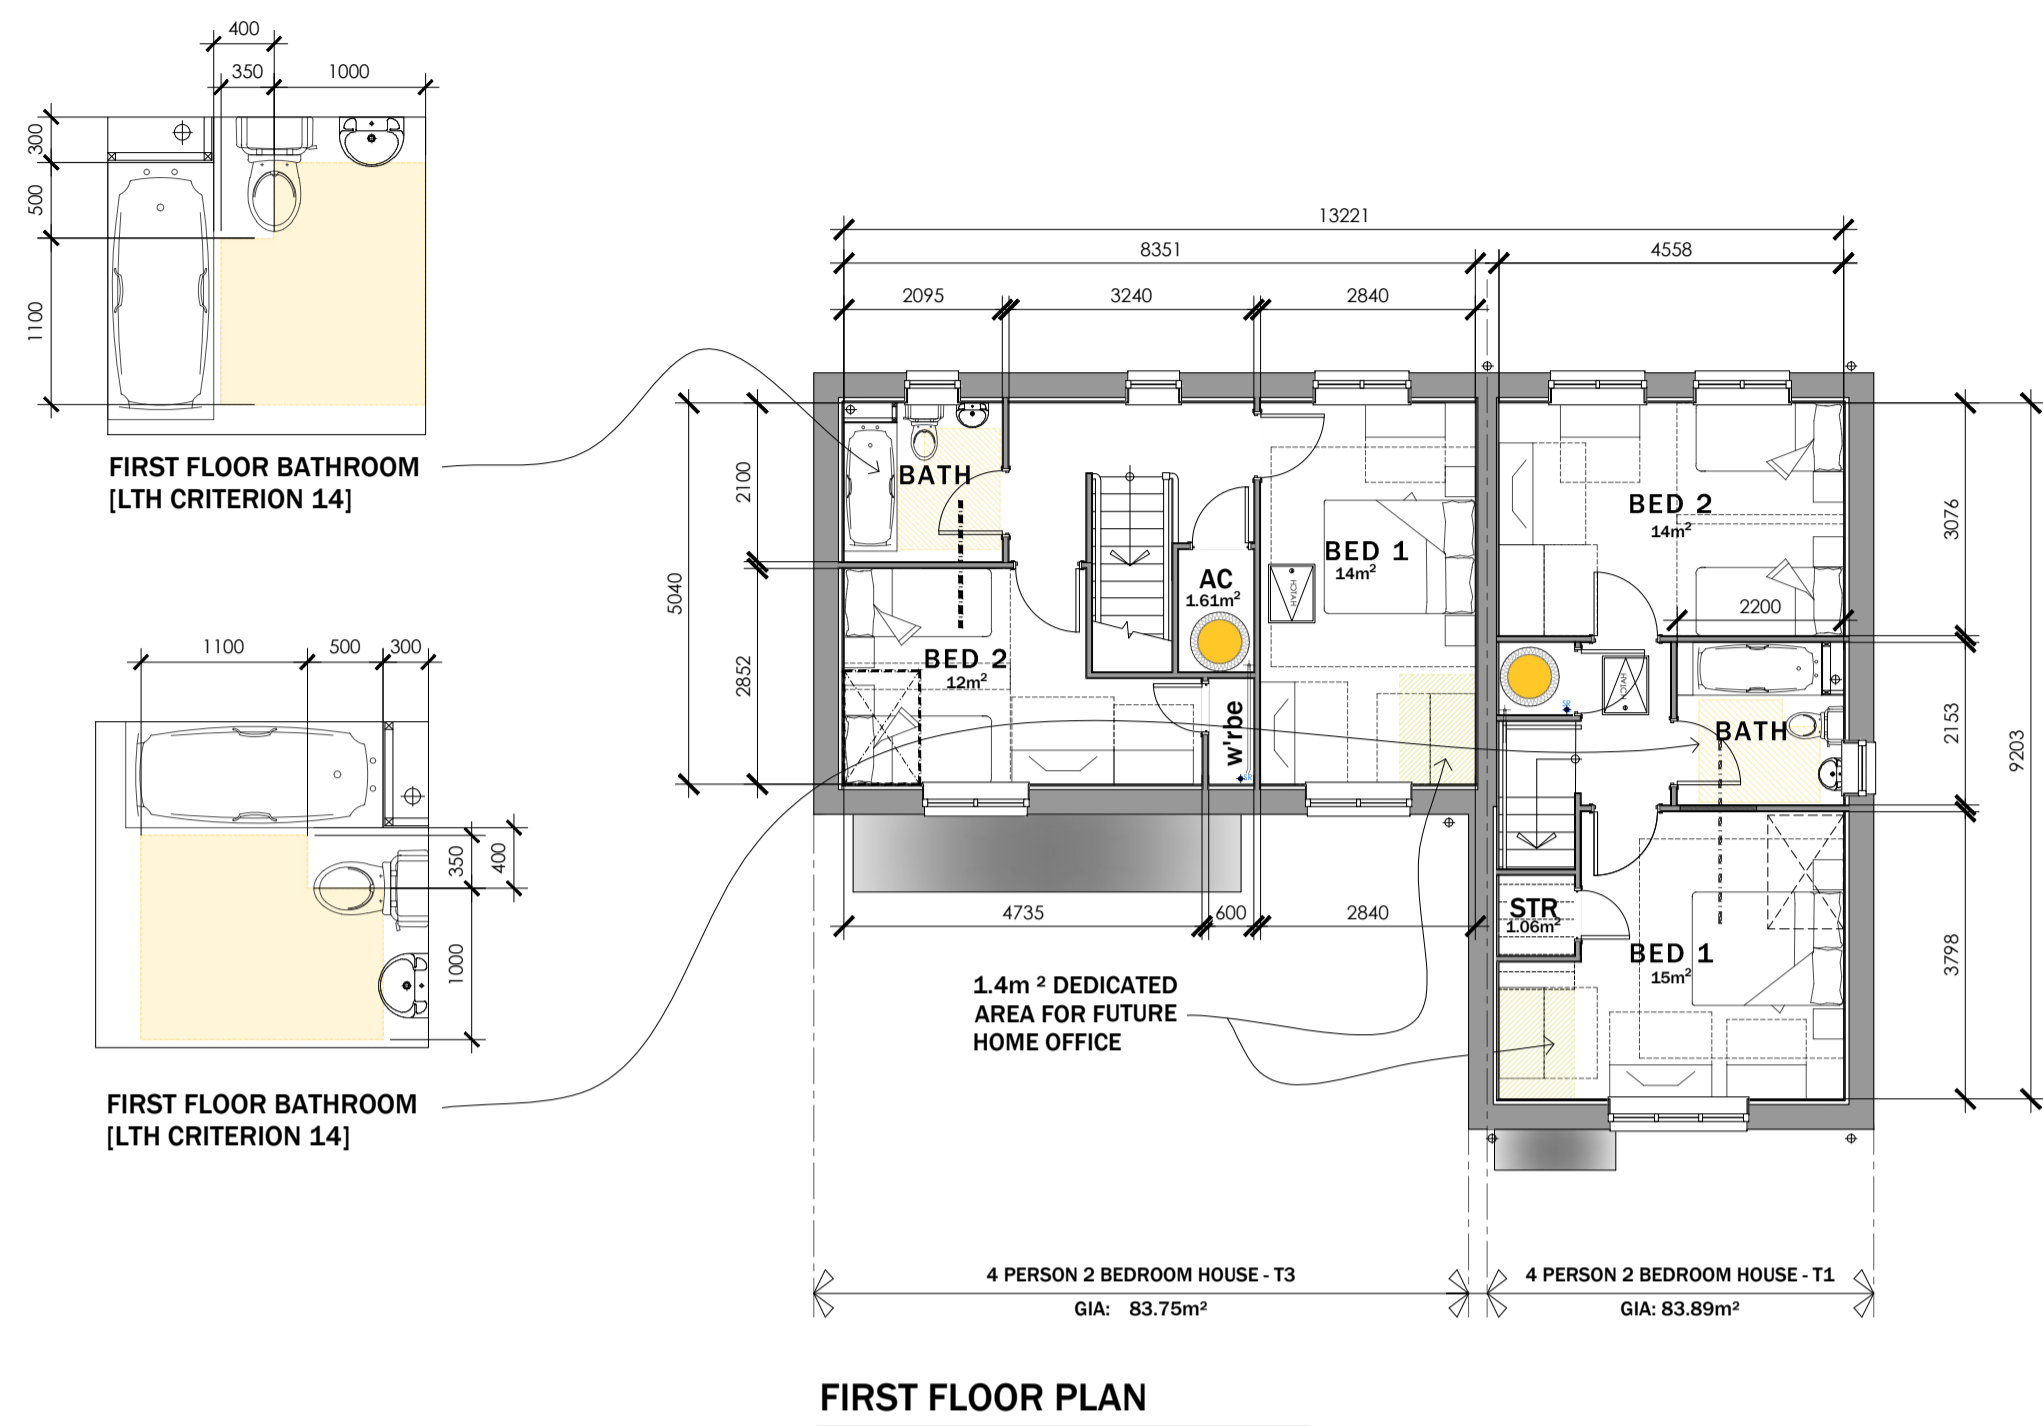 400
350
1000
300
500
1100
FIRST FLOOR BATHROOM
[LTH CRITERION 14]
1100
500
300
350
400
1000
FIRST FLOOR BATHROOM
[LTH CRITERION 14]
13221
8351
4558
2095
3240
2840
2100
5040
2852
BATH
BED 2
12m²
AC
1.61m²
w'rbe
BED 1
14m²
HATCH
BED 2
14m²
2200
HATCH
BATH
STR
1.06m²
BED 1
15m²
3076
2153
9203
3798
4735
600
2840
1.4m ² DEDICATED
AREA FOR FUTURE
HOME OFFICE
4 PERSON 2 BEDROOM HOUSE - T3
GIA: 83.75m²
4 PERSON 2 BEDROOM HOUSE - T1
GIA: 83.89m²
FIRST FLOOR PLAN